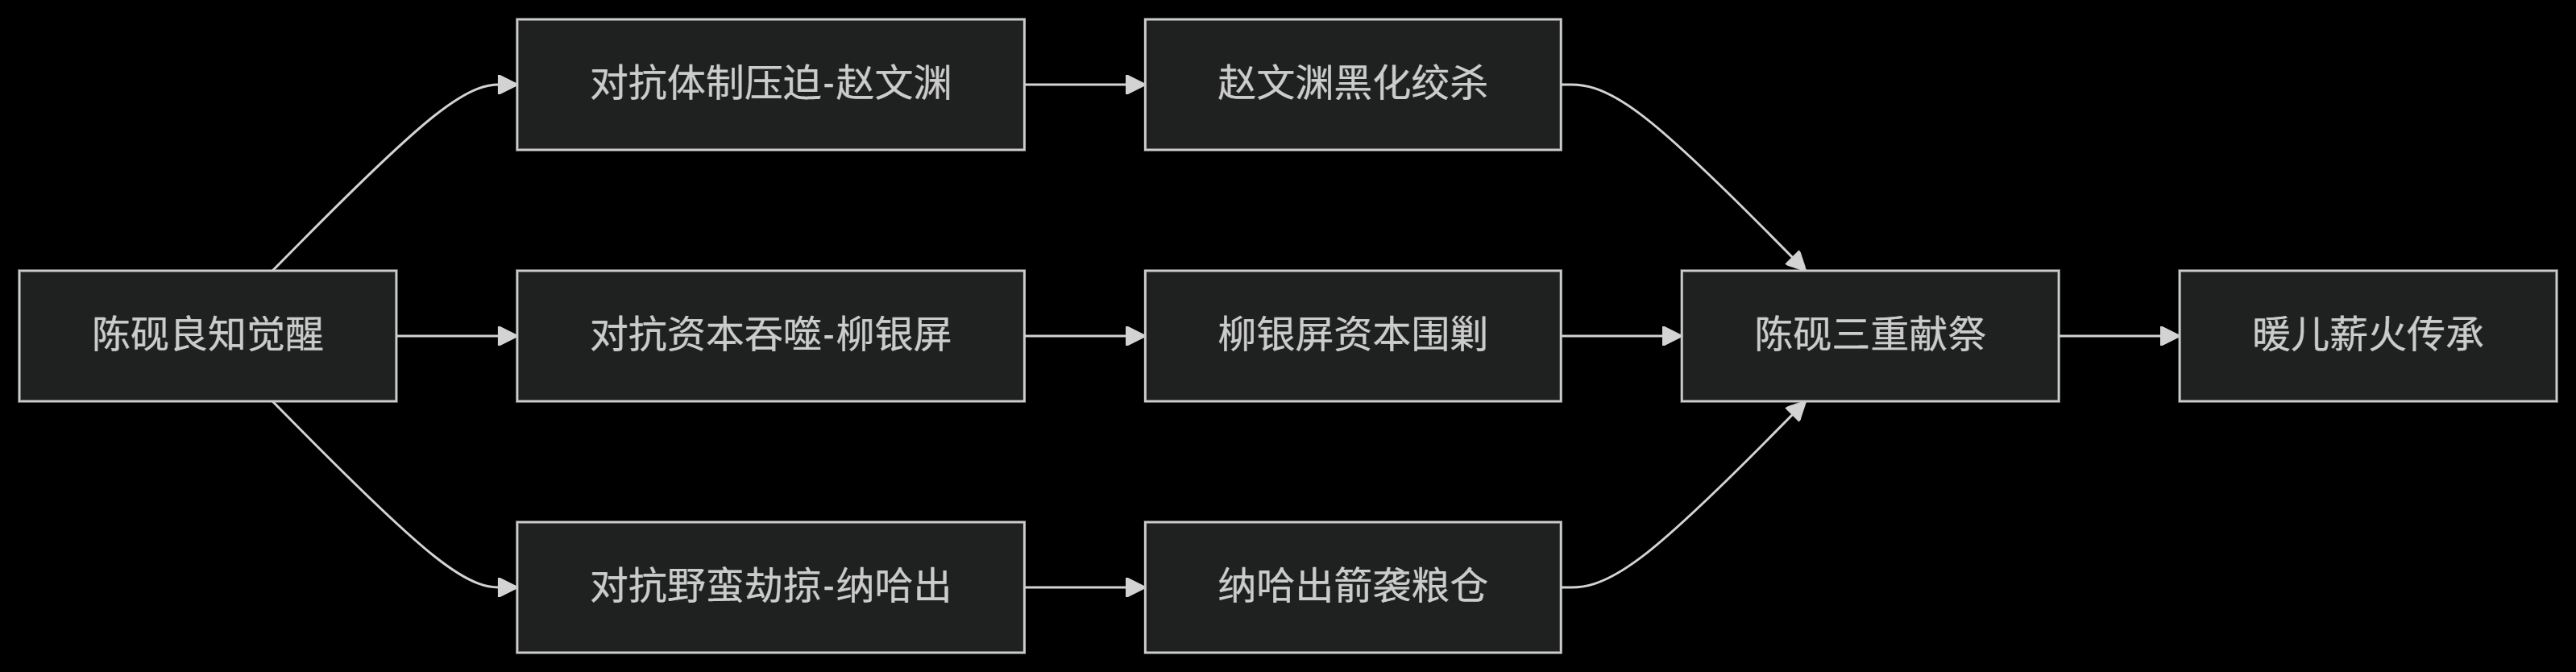 对抗体制压迫-赵文渊
赵文渊黑化绞杀
陈砚良知觉醒
对抗资本吞噬-柳银屏
柳银屏资本围剿
陈砚三重献祭
暖儿薪火传承
对抗野蛮劫掠-纳哈出
纳哈出箭袭粮仓